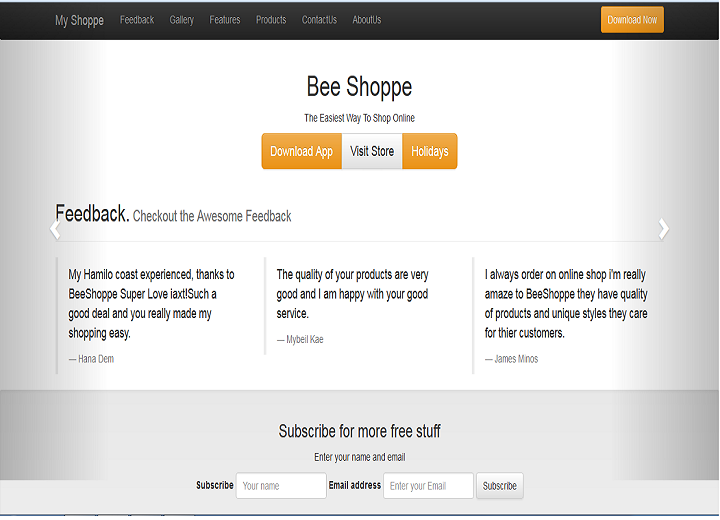 My Shoppe Feedback Gallery Features Products ContactUs AboutUs Download Now
Bee Shoppe
The Easiest Way To Shop Online
Download App Visit Store Holidays
Feedback. Checkout the Awesome Feedback
My Hamilo coast experienced, thanks to
BeeShoppe Super Love iaxt!Such a
good deal and you really made my
shopping easy.
— Hana Dem
The quality of your products are very
good and I am happy with your good
service.
— Mybeil Kae
I always order on online shop i'm really
amaze to BeeShoppe they have quality
of products and unique styles they care
for thier customers.
— James Minos
Subscribe for more free stuff
Enter your name and email
Subscribe Your name Email address Enter your Email Subscribe